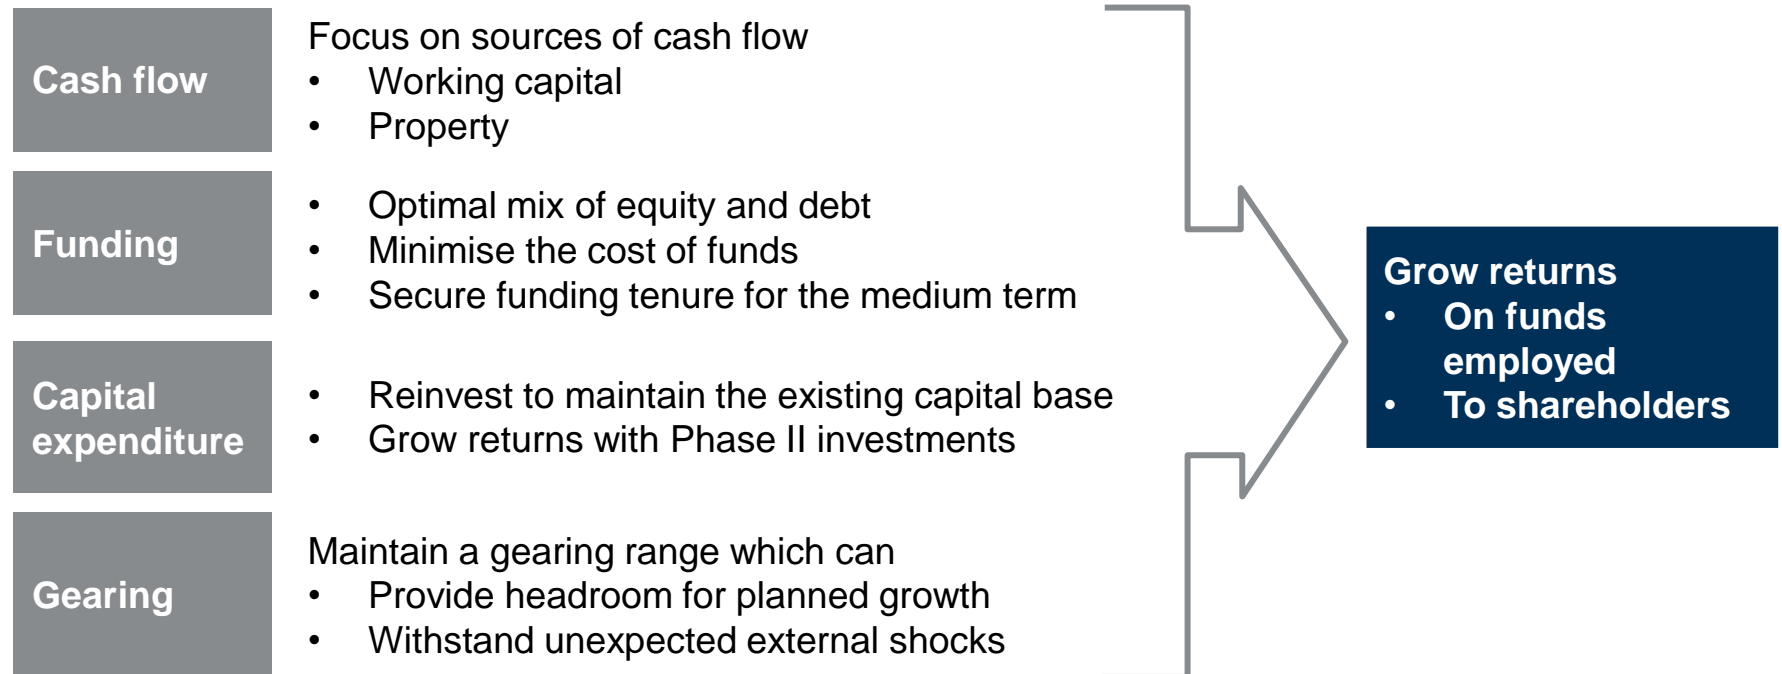 Cash flow
Focus on sources of cash flow
• Working capital
• Property
Funding
• Optimal mix of equity and debt
• Minimise the cost of funds
• Secure funding tenure for the medium term
Capital
expenditure
• Reinvest to maintain the existing capital base
• Grow returns with Phase II investments
Gearing
Maintain a gearing range which can
• Provide headroom for planned growth
• Withstand unexpected external shocks
Grow returns
• On funds
employed
• To shareholders